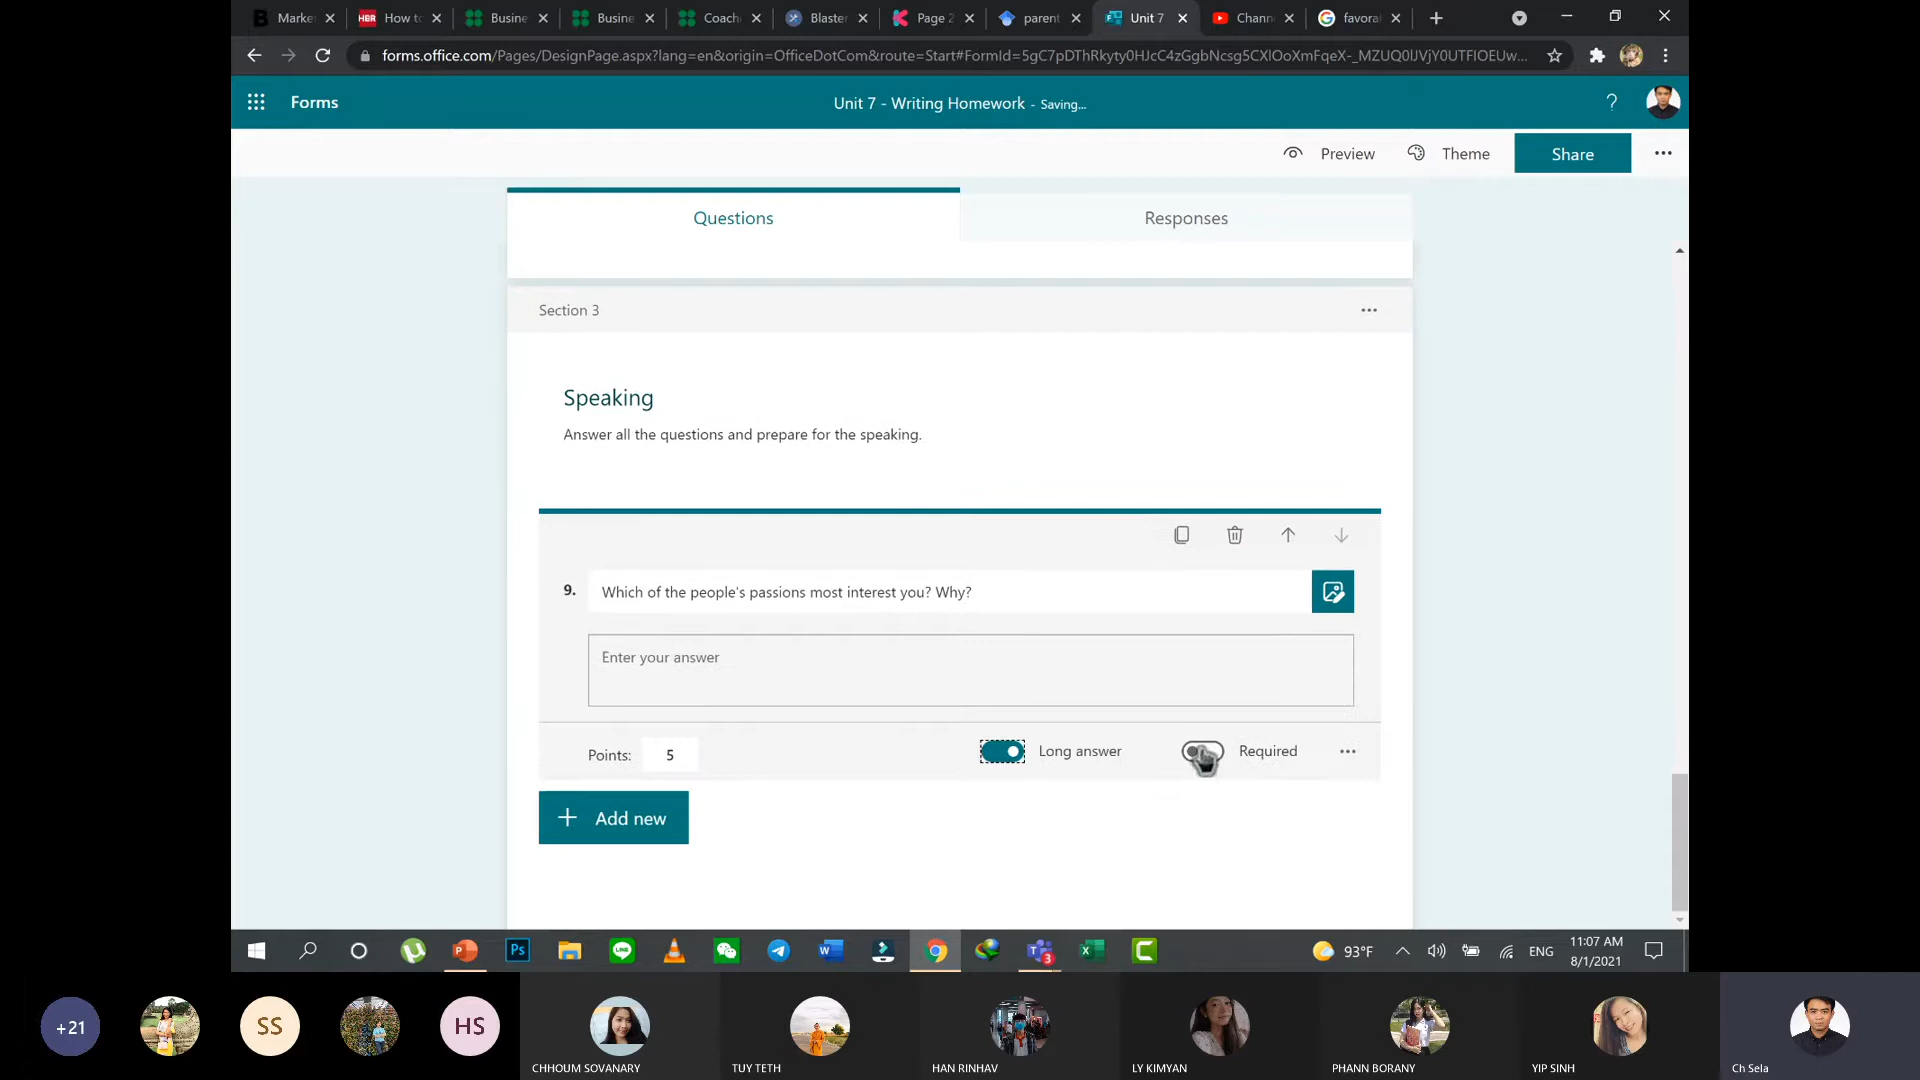 Marke
HBR How to
Busine
Busine
Coach
Blaster
Page 2
parent
Unit 7
Chann
favora
forms.office.com/Pages/DesignPage.aspx?lang=en&origin=OfficeDotCom&route=Start#FormId=5gC7pDThRkyty0HJcC4zGgbNcsg5CXlOoXmFqeX-_MZUQ0lJVjY0UTFIOEUw...
Forms
Unit 7 - Writing Homework - Saving...
?
Preview
Theme
Share
Questions
Responses
Section 3
Speaking
Answer all the questions and prepare for the speaking.
9.
Which of the people's passions most interest you? Why?
Enter your answer
Points: 5
Long answer
Required
+ Add new
Ps
3
93°F
ENG
11:07 AM
8/1/2021
+21
SS
HS
CHHOUM SOVANARY
TUY TETH
HAN RINHAV
LY KIMYAN
PHANN BORANY
YIP SINH
Ch Sela